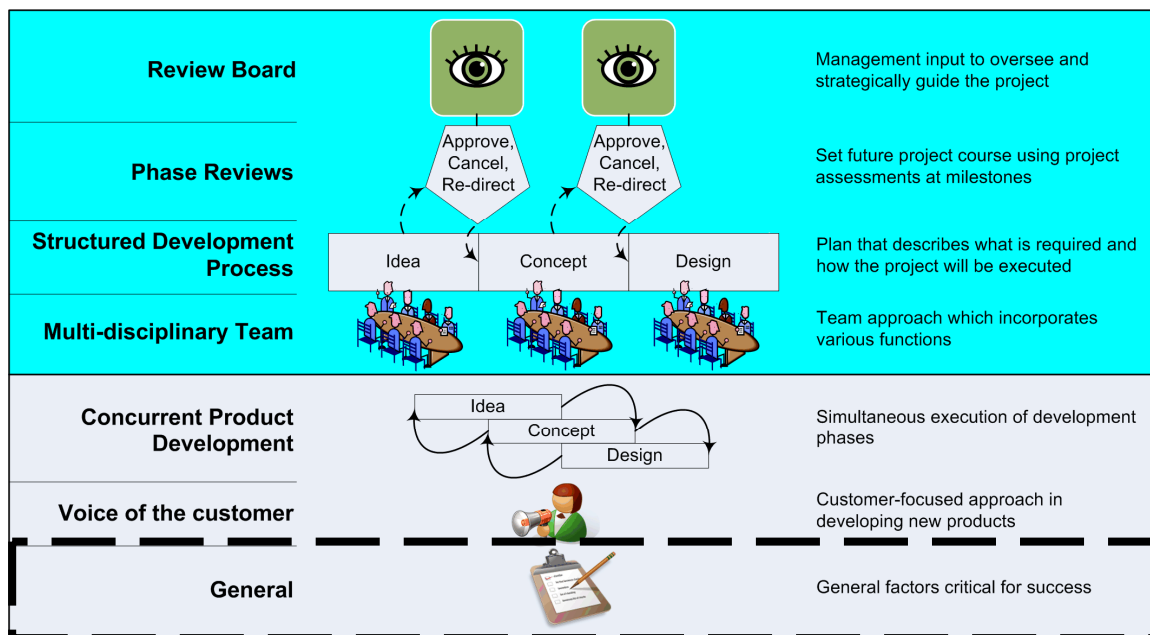 Review Board
Management input to oversee and
strategically guide the project
Approve,
Cancel,
Re-direct
Approve,
Cancel,
Re-direct
Phase Reviews
Set future project course using project
assessments at milestones
Structured Development
Process
Idea
Concept
Design
Plan that describes what is required and
how the project will be executed
Multi-disciplinary Team
Team approach which incorporates
various functions
Concurrent Product
Development
Idea
Concept
Design
Simultaneous execution of development
phases
Voice of the customer
Customer-focused approach in
developing new products
General
General factors critical for success